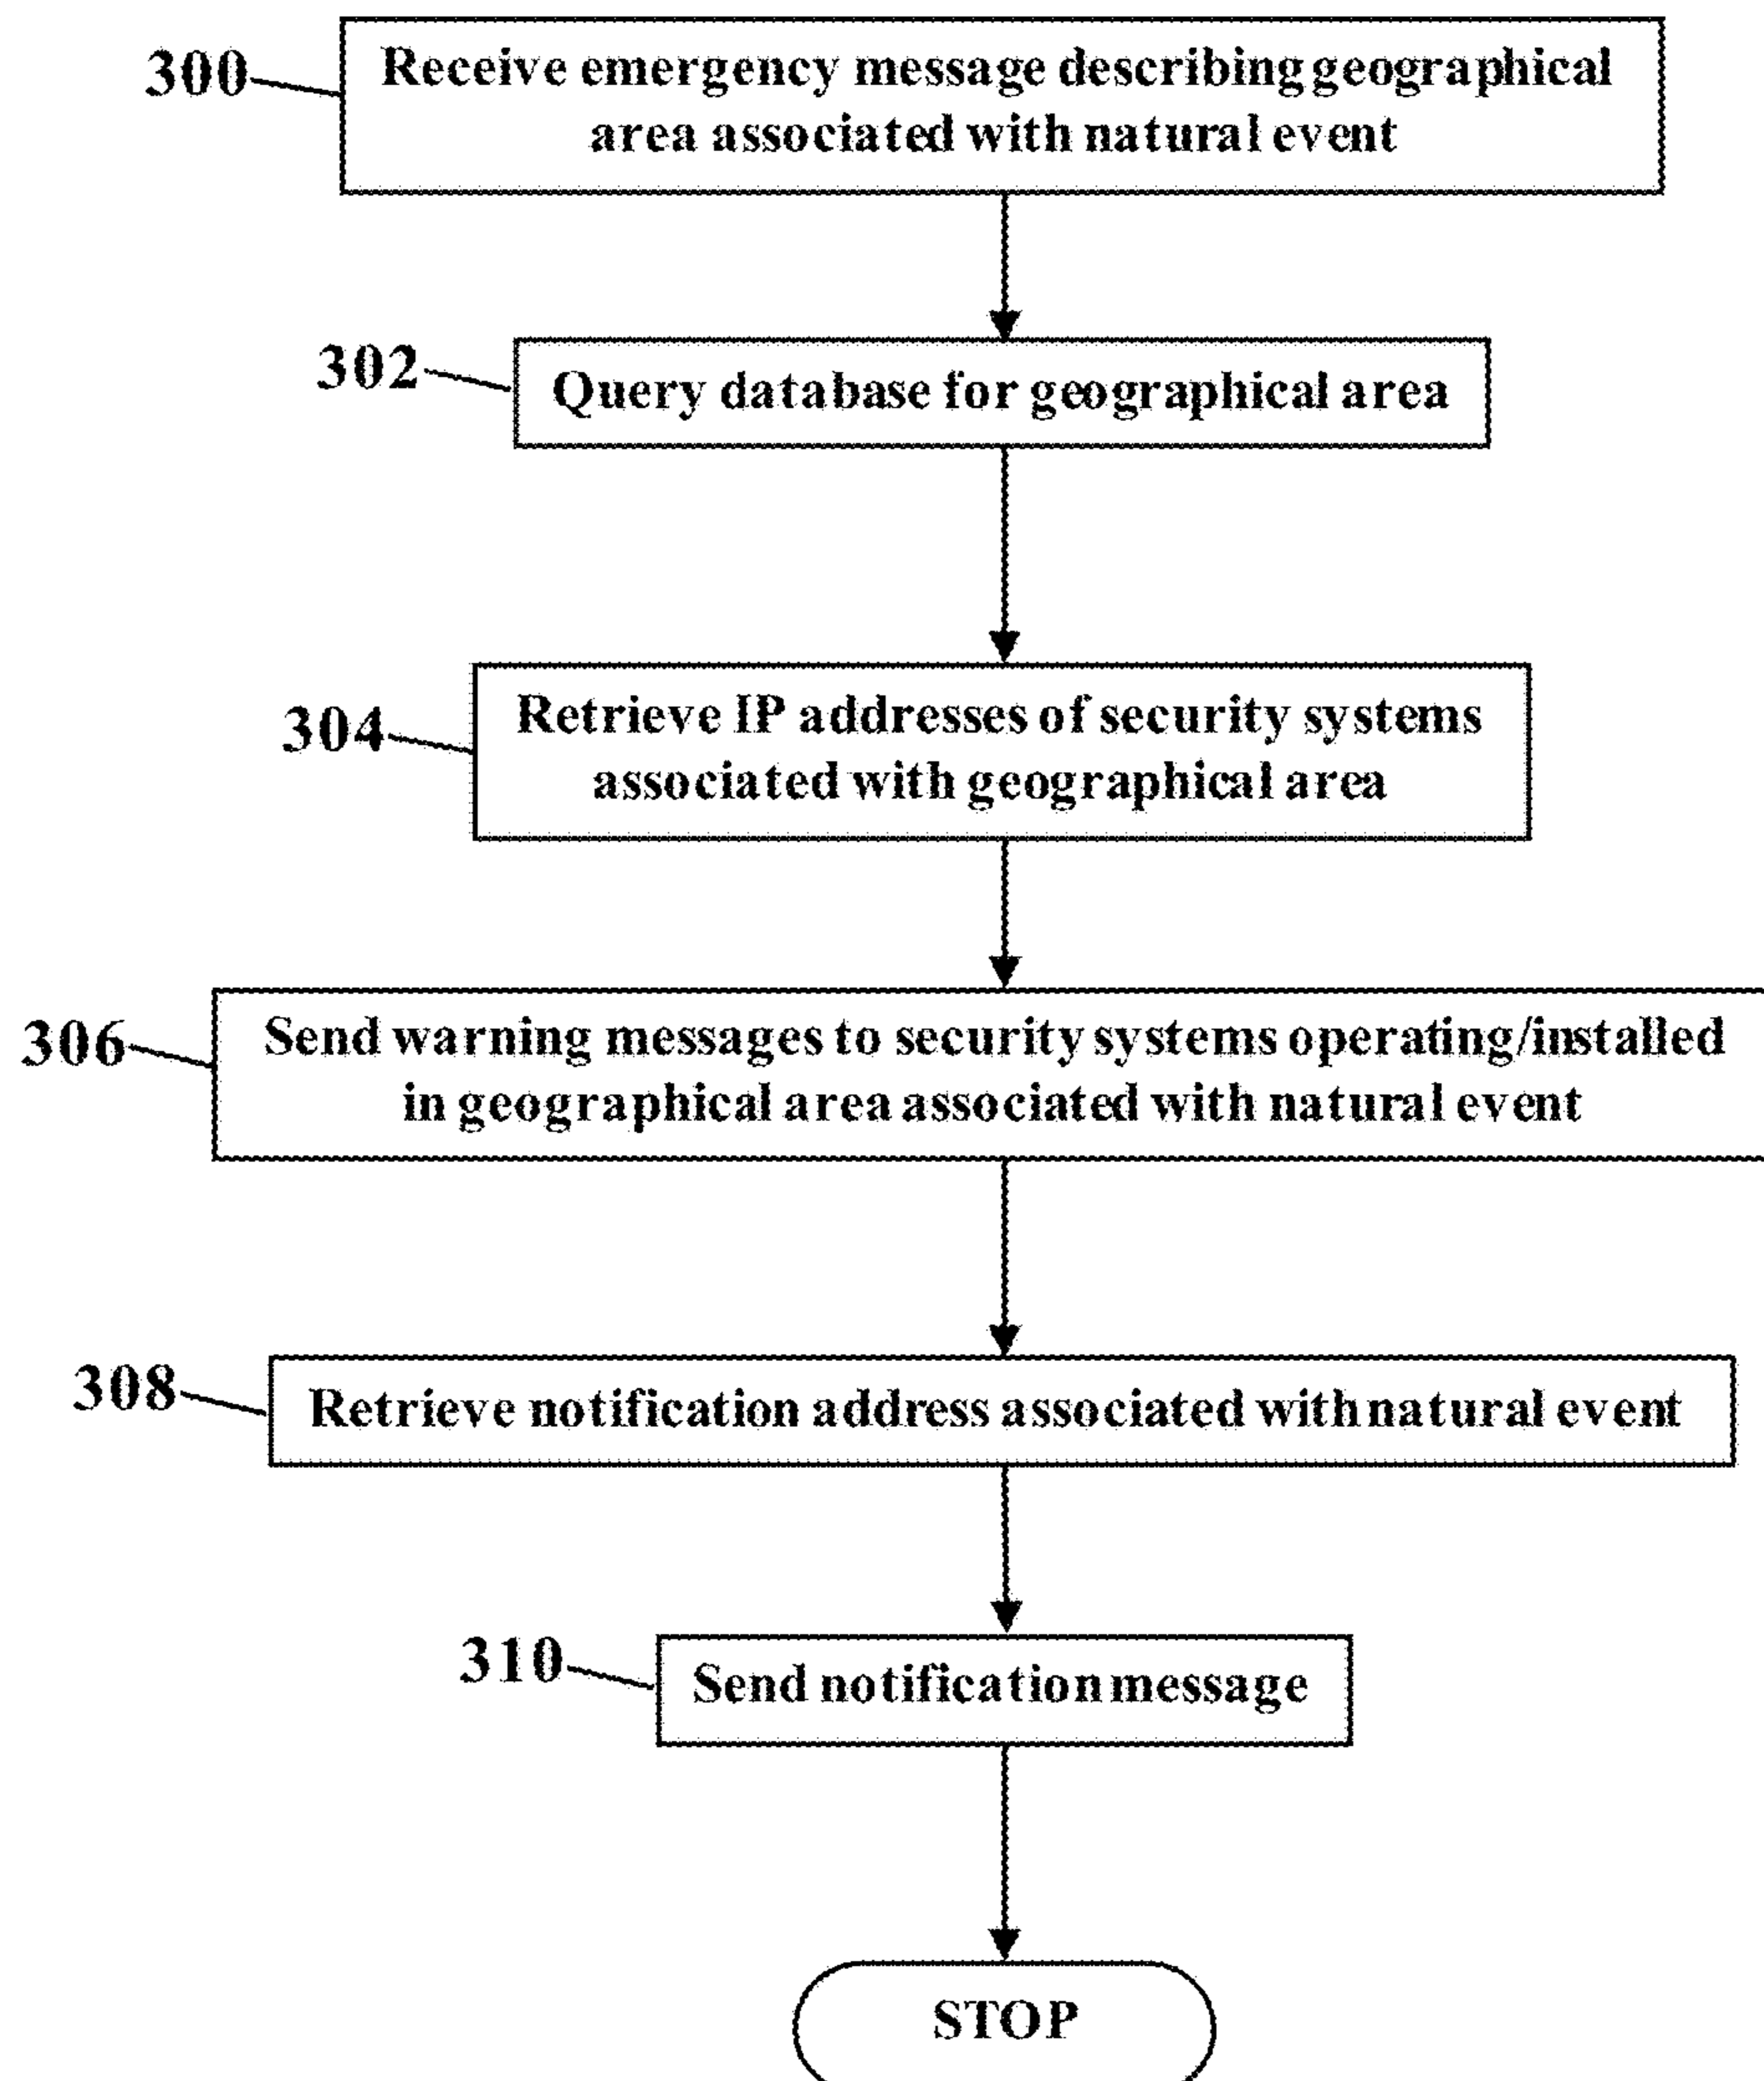 300
Receive emergency message describing geographical
area associated with natural event
302
Query database for geographical area
304
Retrieve IP addresses of security systems
associated with geographical area
306
Send warning messages to security systems operating/installed
in geographical area associated with natural event
308
Retrieve notification address associated with natural event
310
Send notification message
STOP